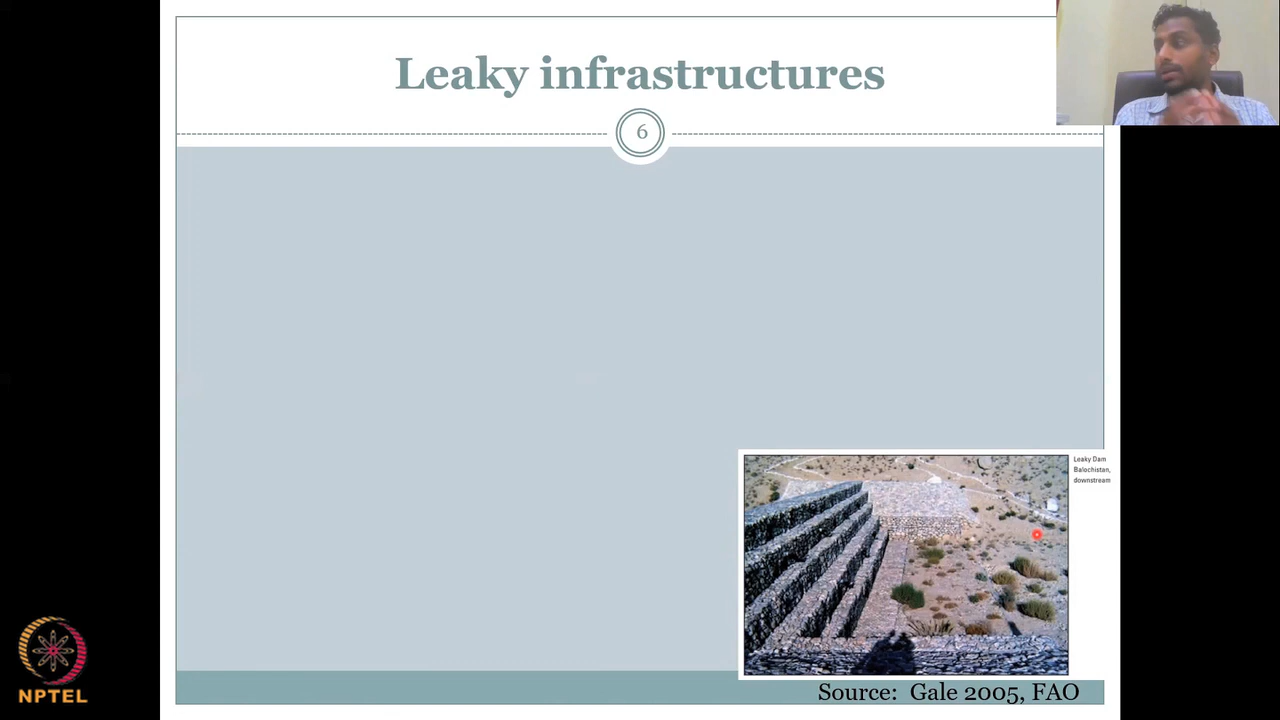 Leaky infrastructures
6
Leaky Dam
Balochistan,
downstream
Source:  Gale 2005, FAO
NPTEL